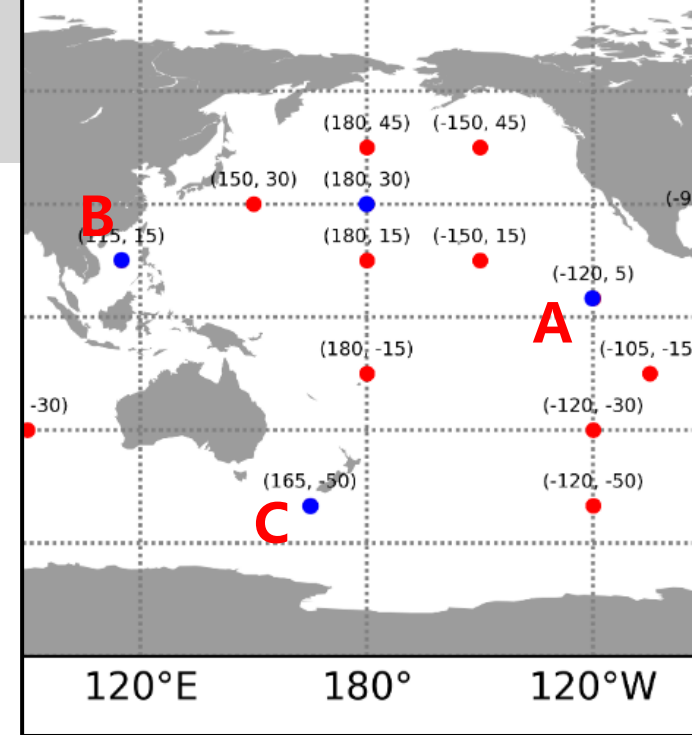 (180, 45) (-150, 45)
(150, 30) (180, 30) (-9
B
(115, 15) (180, 15) (-150, 15)
(-120, 5)
A
(180, -15) (-105, -15
-30) (-120, -30)
(165, -50) (-120, -50)
C
120°E 180° 120°W